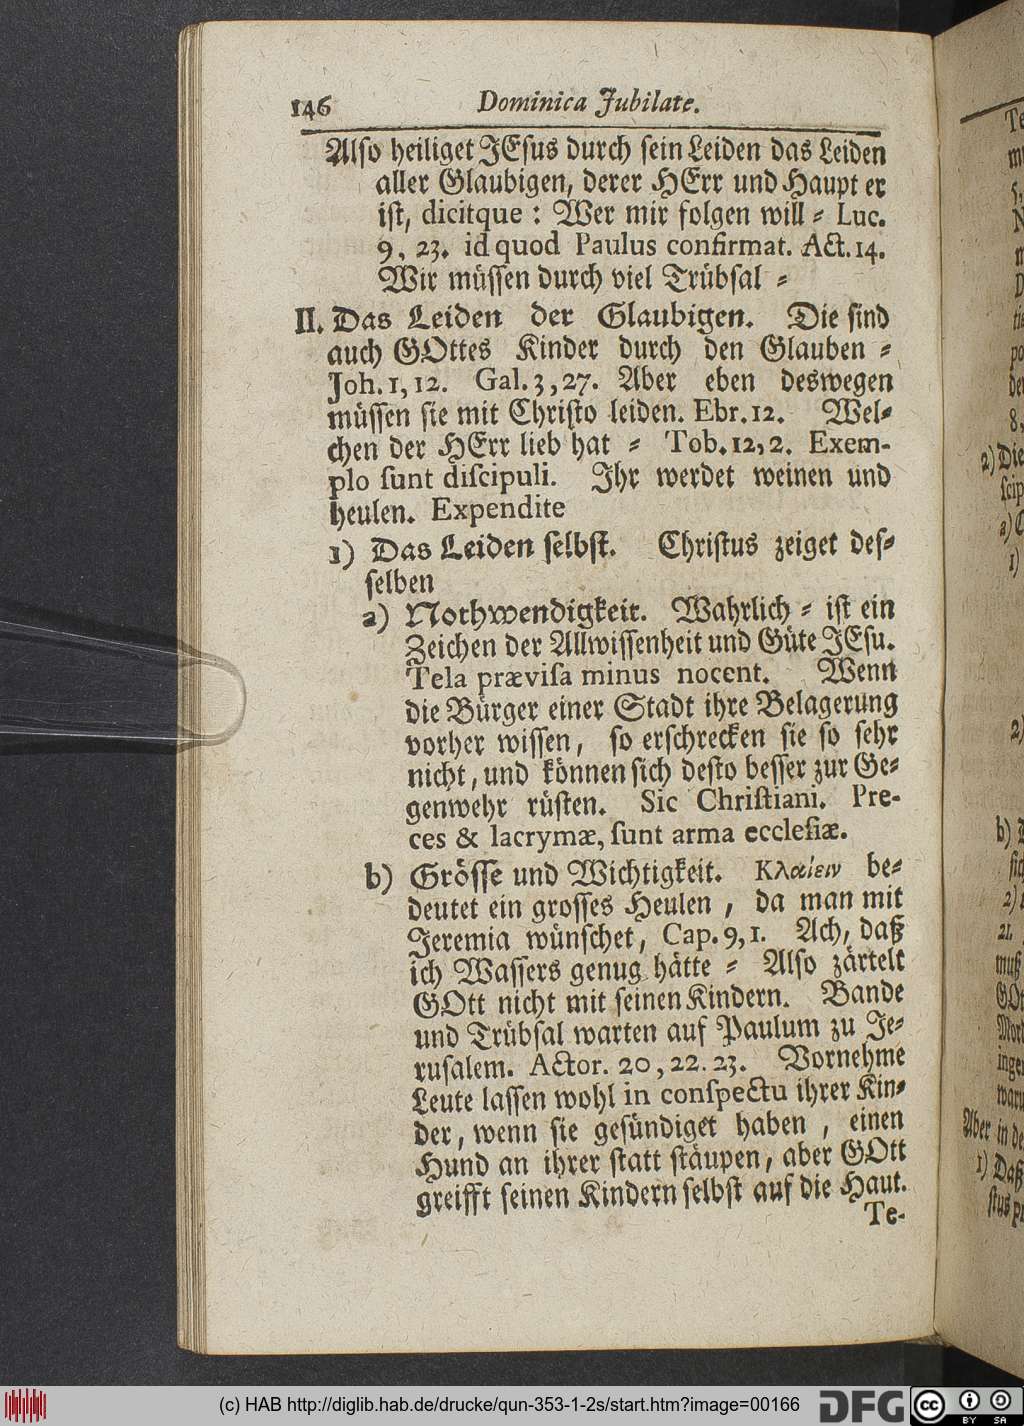 146 Dominica Jubilate.
Also heiliget JEsus durch sein Leiden das Leiden
aller Glaubigen, derer HErr und Haupt er
ist, dicitque : Wer mir folgen will ⸗ Luc.
9, 23. id quod Paulus confirmat. Act. 14.
Wir müssen durch viel Trübsal ⸗
II. Das Leiden der Glaubigen. Die sind
auch GOttes Kinder durch den Glauben ⸗
Joh. 1, 12. Gal. 3, 27. Aber eben deswegen
müssen sie mit Christo leiden. Ebr. 12. Wel⸗
chen der HErr lieb hat ⸗ Tob. 12, 2. Exem-
plo sunt discipuli. Ihr werdet weinen und
heulen. Expendite
1) Das Leiden selbst. Christus zeiget des⸗
selben
a) Nothwendigkeit. Wahrlich ⸗ ist ein
Zeichen der Allwissenheit und Güte JEsu.
Tela prævisa minus nocent. Wenn
die Bürger einer Stadt ihre Belagerung
vorher wissen, so erschrecken sie so sehr
nicht, und können sich desto besser zur Ge⸗
genwehr rüsten. Sic Christiani. Pre-
ces & lacrymæ, sunt arma ecclesiæ.
b) Grösse und Wichtigkeit. Κλαίειν be⸗
deutet ein grosses Heulen, da man mit
Jeremia wünschet, Cap. 9, 1. Ach, daß
ich Wassers genug hätte ⸗ Also zärtelt
GOtt nicht mit seinen Kindern. Bande
und Trübsal warten auf Paulum zu Je⸗
rusalem. Actor. 20, 22. 23. Vornehme
Leute lassen wohl in conspectu ihrer Kin⸗
der, wenn sie gesündiget haben, einen
Hund an ihrer statt stäupen, aber GOtt
greifft seinen Kindern selbst auf die Haut.
Te-
(c) HAB http://diglib.hab.de/drucke/qun-353-1-2s/start.htm?image=00166
DFG
cc BY SA